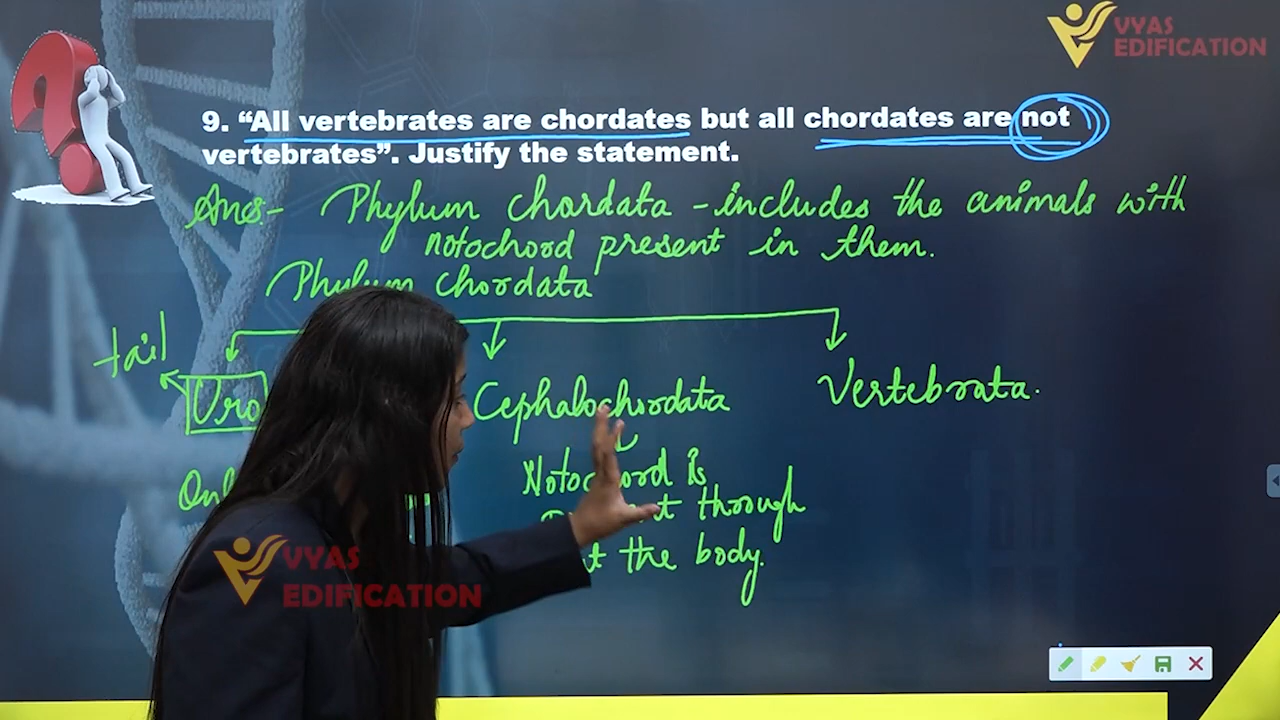 VYAS
EDIFICATION
9. “All vertebrates are chordates but all chordates are not
vertebrates”. Justify the statement.
Ans- Phylum chordata - includes the animals with
notochord present in them.
Phylum chordata
tail
Uro Cephalochordata Vertebrata.
Notochord is
through
the body.
VYAS
EDIFICATION